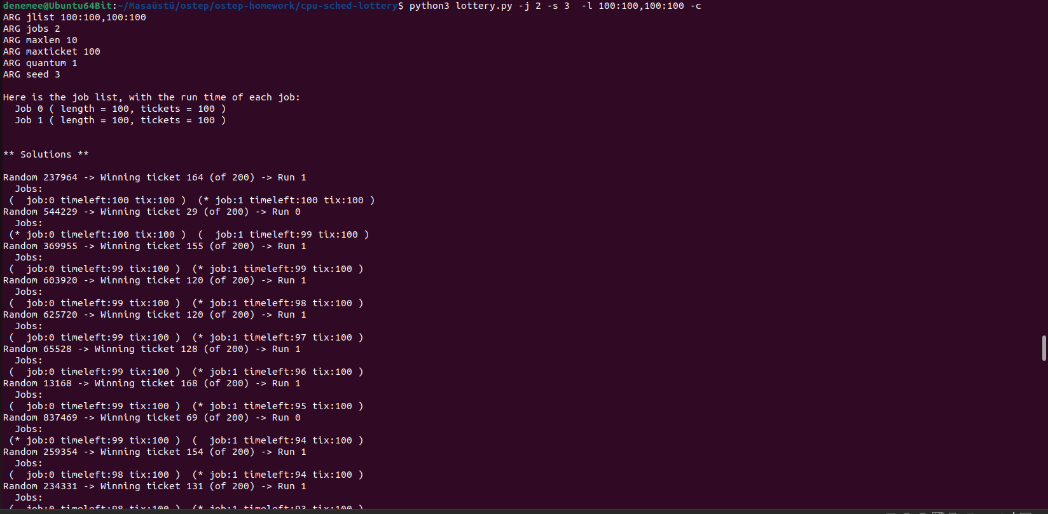 denemee@Ubuntu64Bit:~/Masaüstü/ostep/ostep-homework/cpu-sched-lottery$ python3 lottery.py -j 2 -s 3  -l 100:100,100:100 -c
ARG jlist 100:100,100:100
ARG jobs 2
ARG maxlen 10
ARG maxticket 100
ARG quantum 1
ARG seed 3
Here is the job list, with the run time of each job:
  Job 0 ( length = 100, tickets = 100 )
  Job 1 ( length = 100, tickets = 100 )
** Solutions **
Random 237964 -> Winning ticket 164 (of 200) -> Run 1
  Jobs:
 (  job:0 timeleft:100 tix:100 )  (* job:1 timeleft:100 tix:100 )
Random 544229 -> Winning ticket 29 (of 200) -> Run 0
  Jobs:
 (* job:0 timeleft:100 tix:100 )  (  job:1 timeleft:99 tix:100 )
Random 369955 -> Winning ticket 155 (of 200) -> Run 1
  Jobs:
 (  job:0 timeleft:99 tix:100 )  (* job:1 timeleft:99 tix:100 )
Random 603920 -> Winning ticket 120 (of 200) -> Run 1
  Jobs:
 (  job:0 timeleft:99 tix:100 )  (* job:1 timeleft:98 tix:100 )
Random 625720 -> Winning ticket 120 (of 200) -> Run 1
  Jobs:
 (  job:0 timeleft:99 tix:100 )  (* job:1 timeleft:97 tix:100 )
Random 65528 -> Winning ticket 128 (of 200) -> Run 1
  Jobs:
 (  job:0 timeleft:99 tix:100 )  (* job:1 timeleft:96 tix:100 )
Random 13168 -> Winning ticket 168 (of 200) -> Run 1
  Jobs:
 (  job:0 timeleft:99 tix:100 )  (* job:1 timeleft:95 tix:100 )
Random 837469 -> Winning ticket 69 (of 200) -> Run 0
  Jobs:
 (* job:0 timeleft:99 tix:100 )  (  job:1 timeleft:94 tix:100 )
Random 259354 -> Winning ticket 154 (of 200) -> Run 1
  Jobs:
 (  job:0 timeleft:98 tix:100 )  (* job:1 timeleft:94 tix:100 )
Random 234331 -> Winning ticket 131 (of 200) -> Run 1
  Jobs:
 (  job:0 timeleft:98 tix:100 )  (* job:1 timeleft:93 tix:100 )